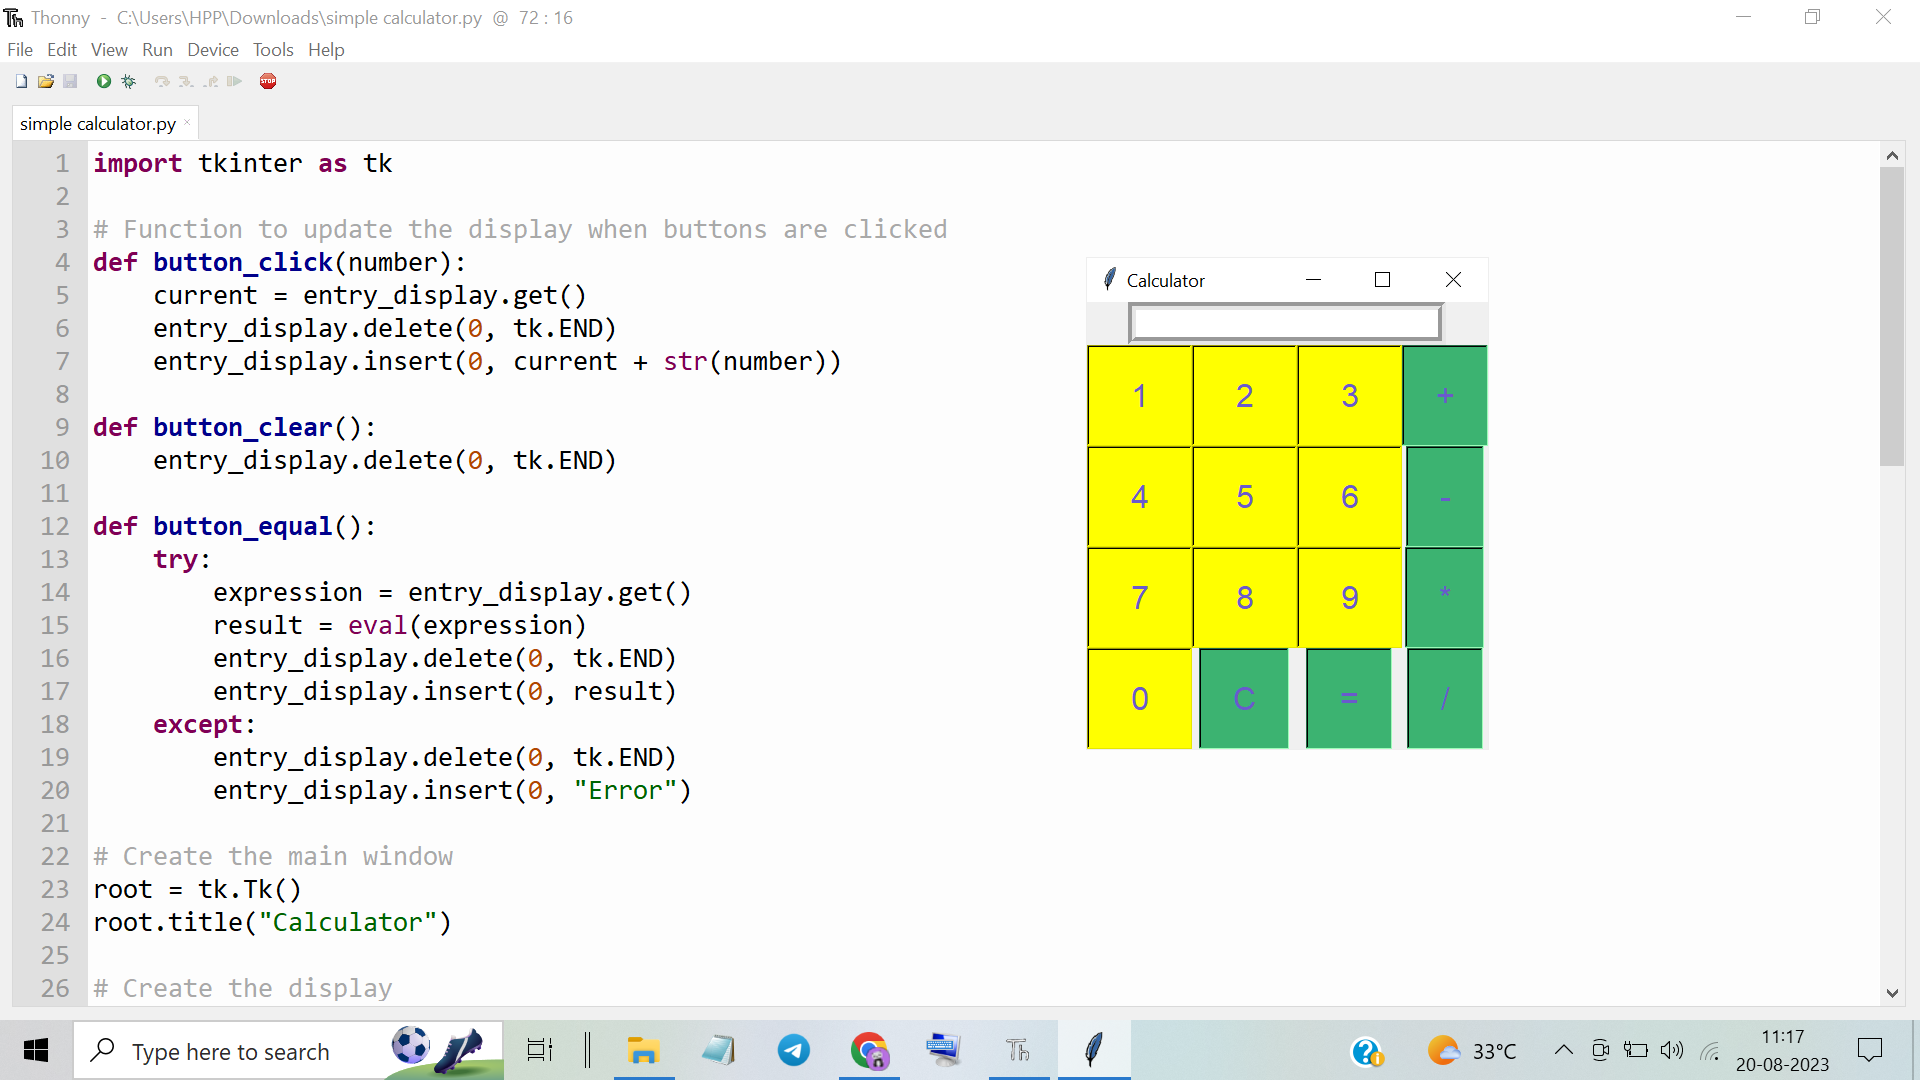 Thonny - C:\Users\HPP\Downloads\simple calculator.py @ 72 : 16
File Edit View Run Device Tools Help
STOP
simple calculator.py ×
1 import tkinter as tk
2
3 # Function to update the display when buttons are clicked
4 def button_click(number):
5     current = entry_display.get()
6     entry_display.delete(0, tk.END)
7     entry_display.insert(0, current + str(number))
8
9 def button_clear():
10     entry_display.delete(0, tk.END)
11
12 def button_equal():
13     try:
14         expression = entry_display.get()
15         result = eval(expression)
16         entry_display.delete(0, tk.END)
17         entry_display.insert(0, result)
18     except:
19         entry_display.delete(0, tk.END)
20         entry_display.insert(0, "Error")
21
22 # Create the main window
23 root = tk.Tk()
24 root.title("Calculator")
25
26 # Create the display
Calculator
1 2 3 +
4 5 6 -
7 8 9 *
0 C = /
Type here to search
Th
33°C
11:17
20-08-2023